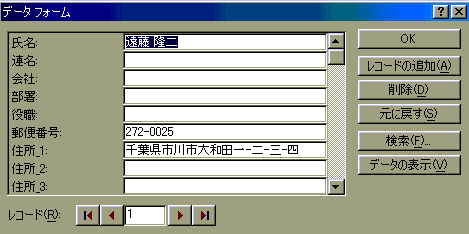 データ フォーム
氏名: 遠藤 隆二
連名:
会社:
部署:
役職:
郵便番号: 272-0025
住所_1: 千葉県市川市大和田一-二-三-四
住所_2:
住所_3:
レコード(R): 1
OK
レコードの追加(A)
削除(D)
元に戻す(S)
検索(F)...
データの表示(V)